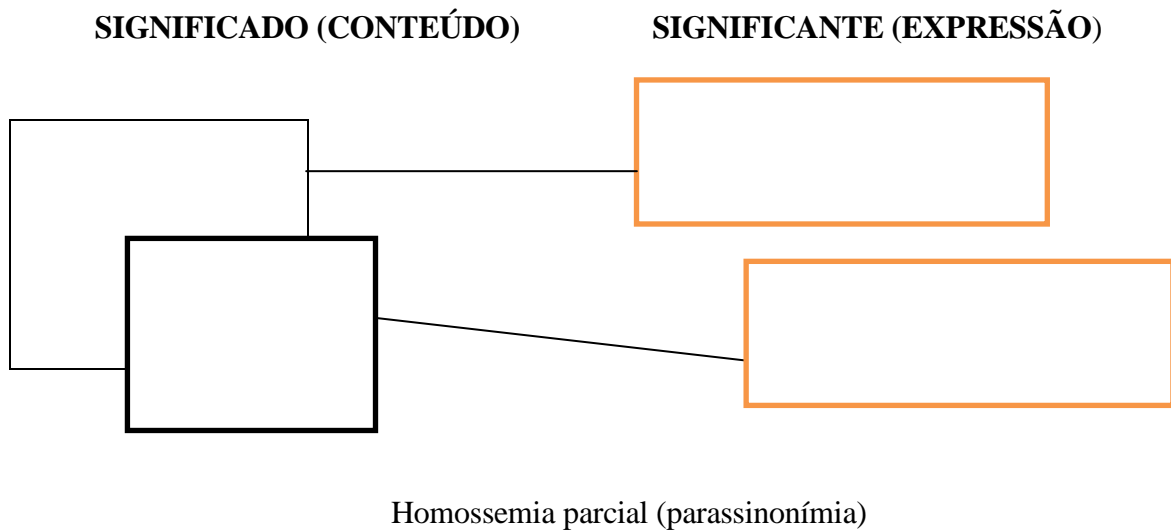 SIGNIFICADO (CONTEÚDO) SIGNIFICANTE (EXPRESSÃO)
Homossemia parcial (parassinonímia)